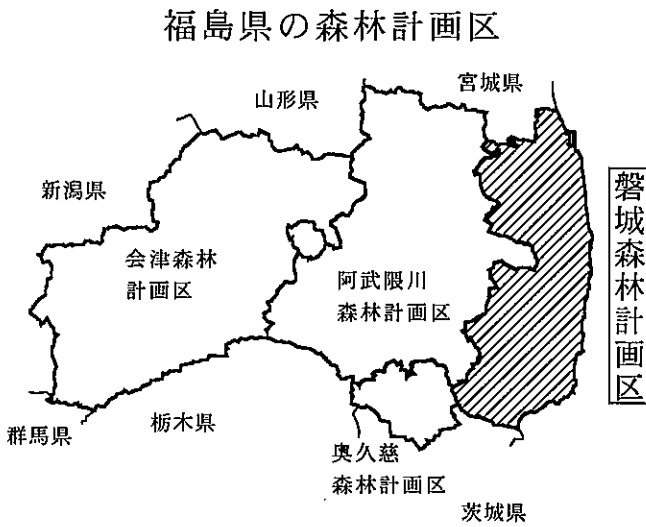 福島県の森林計画区
宮城県
山形県
新潟県
磐城森林計画区
会津森林
計画区
阿武隈川
森林計画区
栃木県
群馬県
奥久慈
森林計画区
茨城県